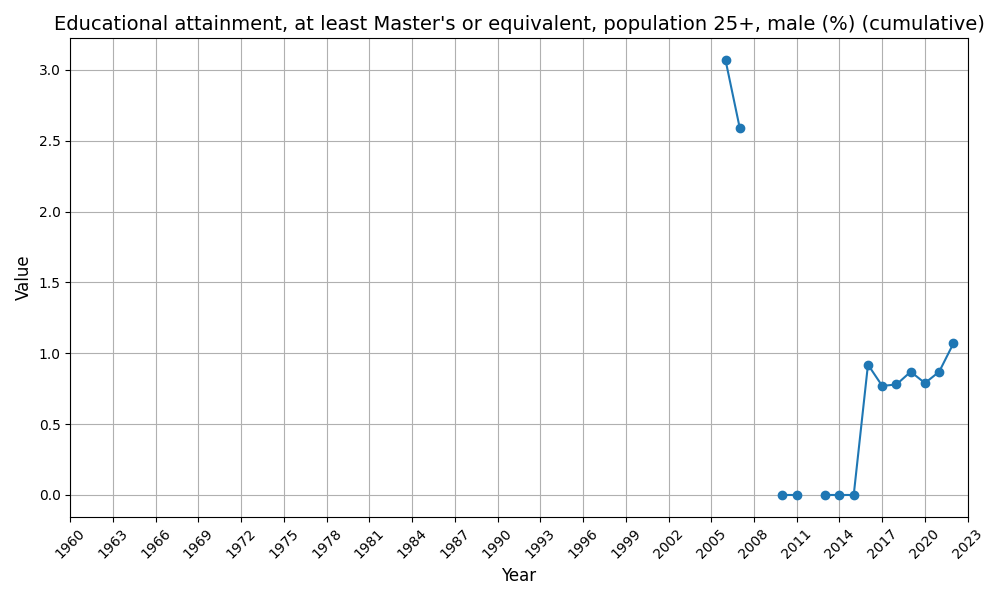 Educational attainment, at least Master's or equivalent, population 25+, male (%) (cumulative)
Value
3.0
2.5
2.0
1.5
1.0
0.5
0.0
1960 1963 1966 1969 1972 1975 1978 1981 1984 1987 1990 1993 1996 1999 2002 2005 2008 2011 2014 2017 2020 2023
Year